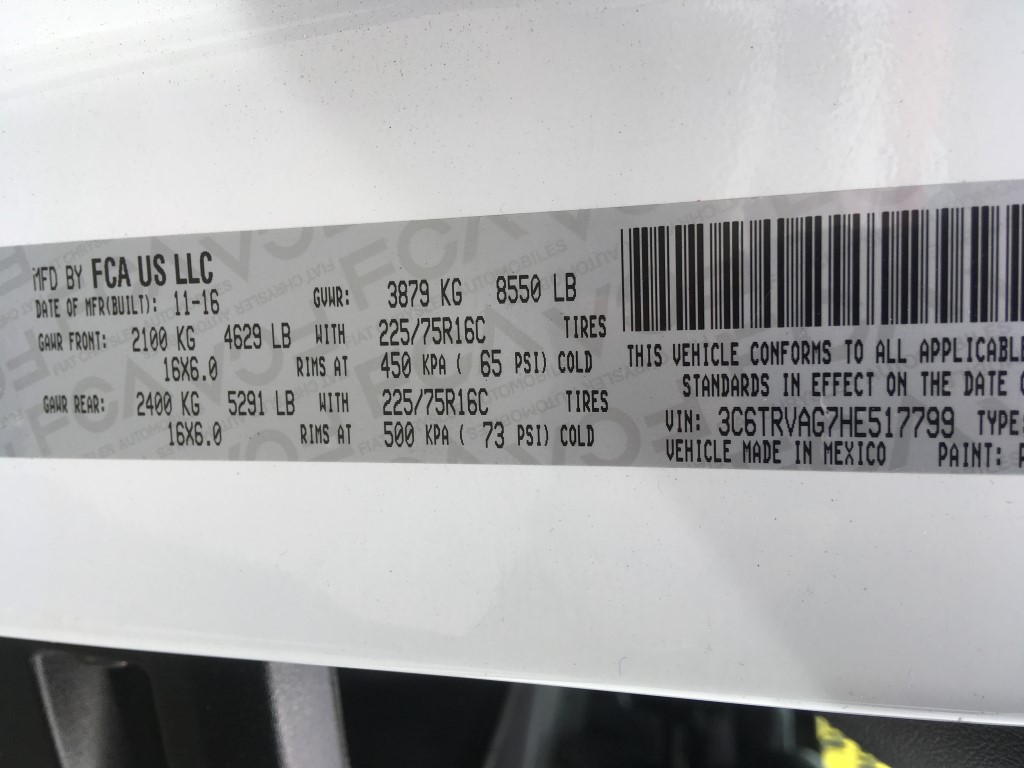 MFD BY FCA US LLC
DATE OF MFR(BUILT): 11-16
GVWR: 3879 KG 8550 LB
GAWR FRONT: 2100 KG 4629 LB WITH 225/75R16C TIRES
16X6.0 RIMS AT 450 KPA ( 65 PSI) COLD
GAWR REAR: 2400 KG 5291 LB WITH 225/75R16C TIRES
16X6.0 RIMS AT 500 KPA ( 73 PSI) COLD
THIS VEHICLE CONFORMS TO ALL APPLICABLE
STANDARDS IN EFFECT ON THE DATE
VIN: 3C6TRVAG7HE517799 TYPE:
VEHICLE MADE IN MEXICO PAINT: